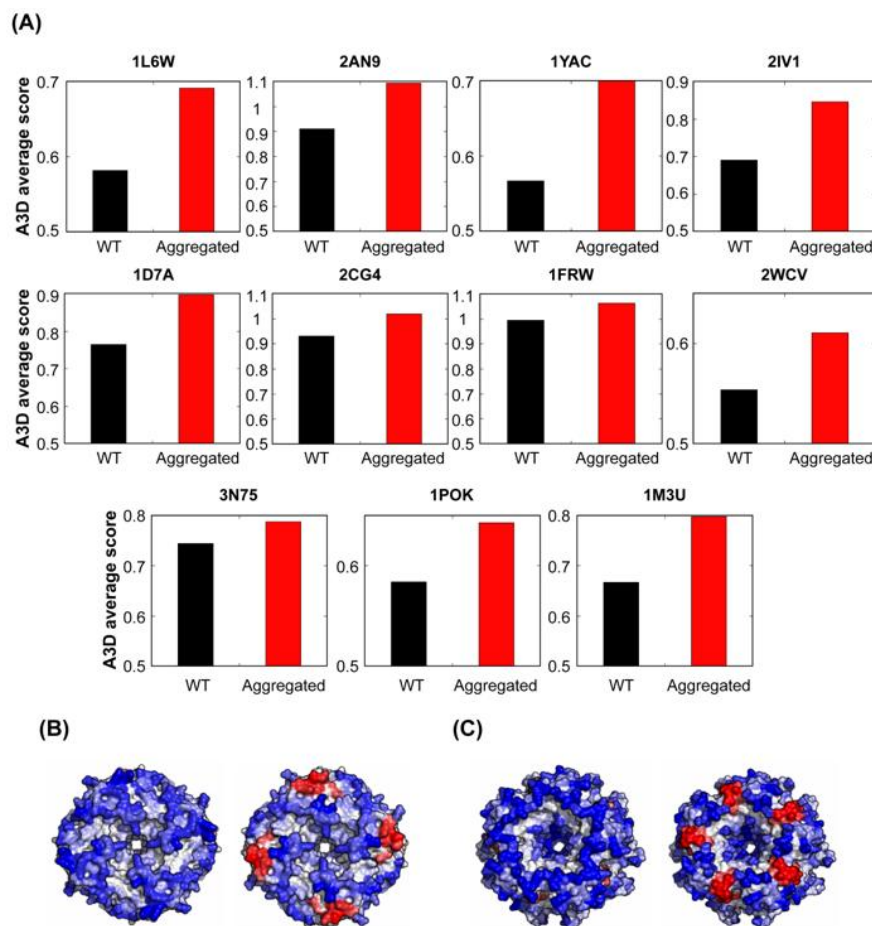 (A)
1L6W 2AN9 1YAC 2IV1
A3D average score
0.7 0.6 0.5
WT Aggregated
1.1 1 0.9 0.8 0.7 0.6 0.5
WT Aggregated
0.7 0.6 0.5
WT Aggregated
0.9 0.8 0.7 0.6 0.5
WT Aggregated
1D7A 2CG4 1FRW 2WCV
A3D average score
0.9 0.8 0.7 0.6 0.5
WT Aggregated
1.1 1 0.9 0.8 0.7 0.6 0.5
WT Aggregated
1.1 1 0.9 0.8 0.7 0.6 0.5
WT Aggregated
0.6 0.5
WT Aggregated
3N75 1POK 1M3U
A3D average score
0.8 0.7 0.6 0.5
WT Aggregated
0.6 0.5
WT Aggregated
0.8 0.7 0.6 0.5
WT Aggregated
(B) (C)